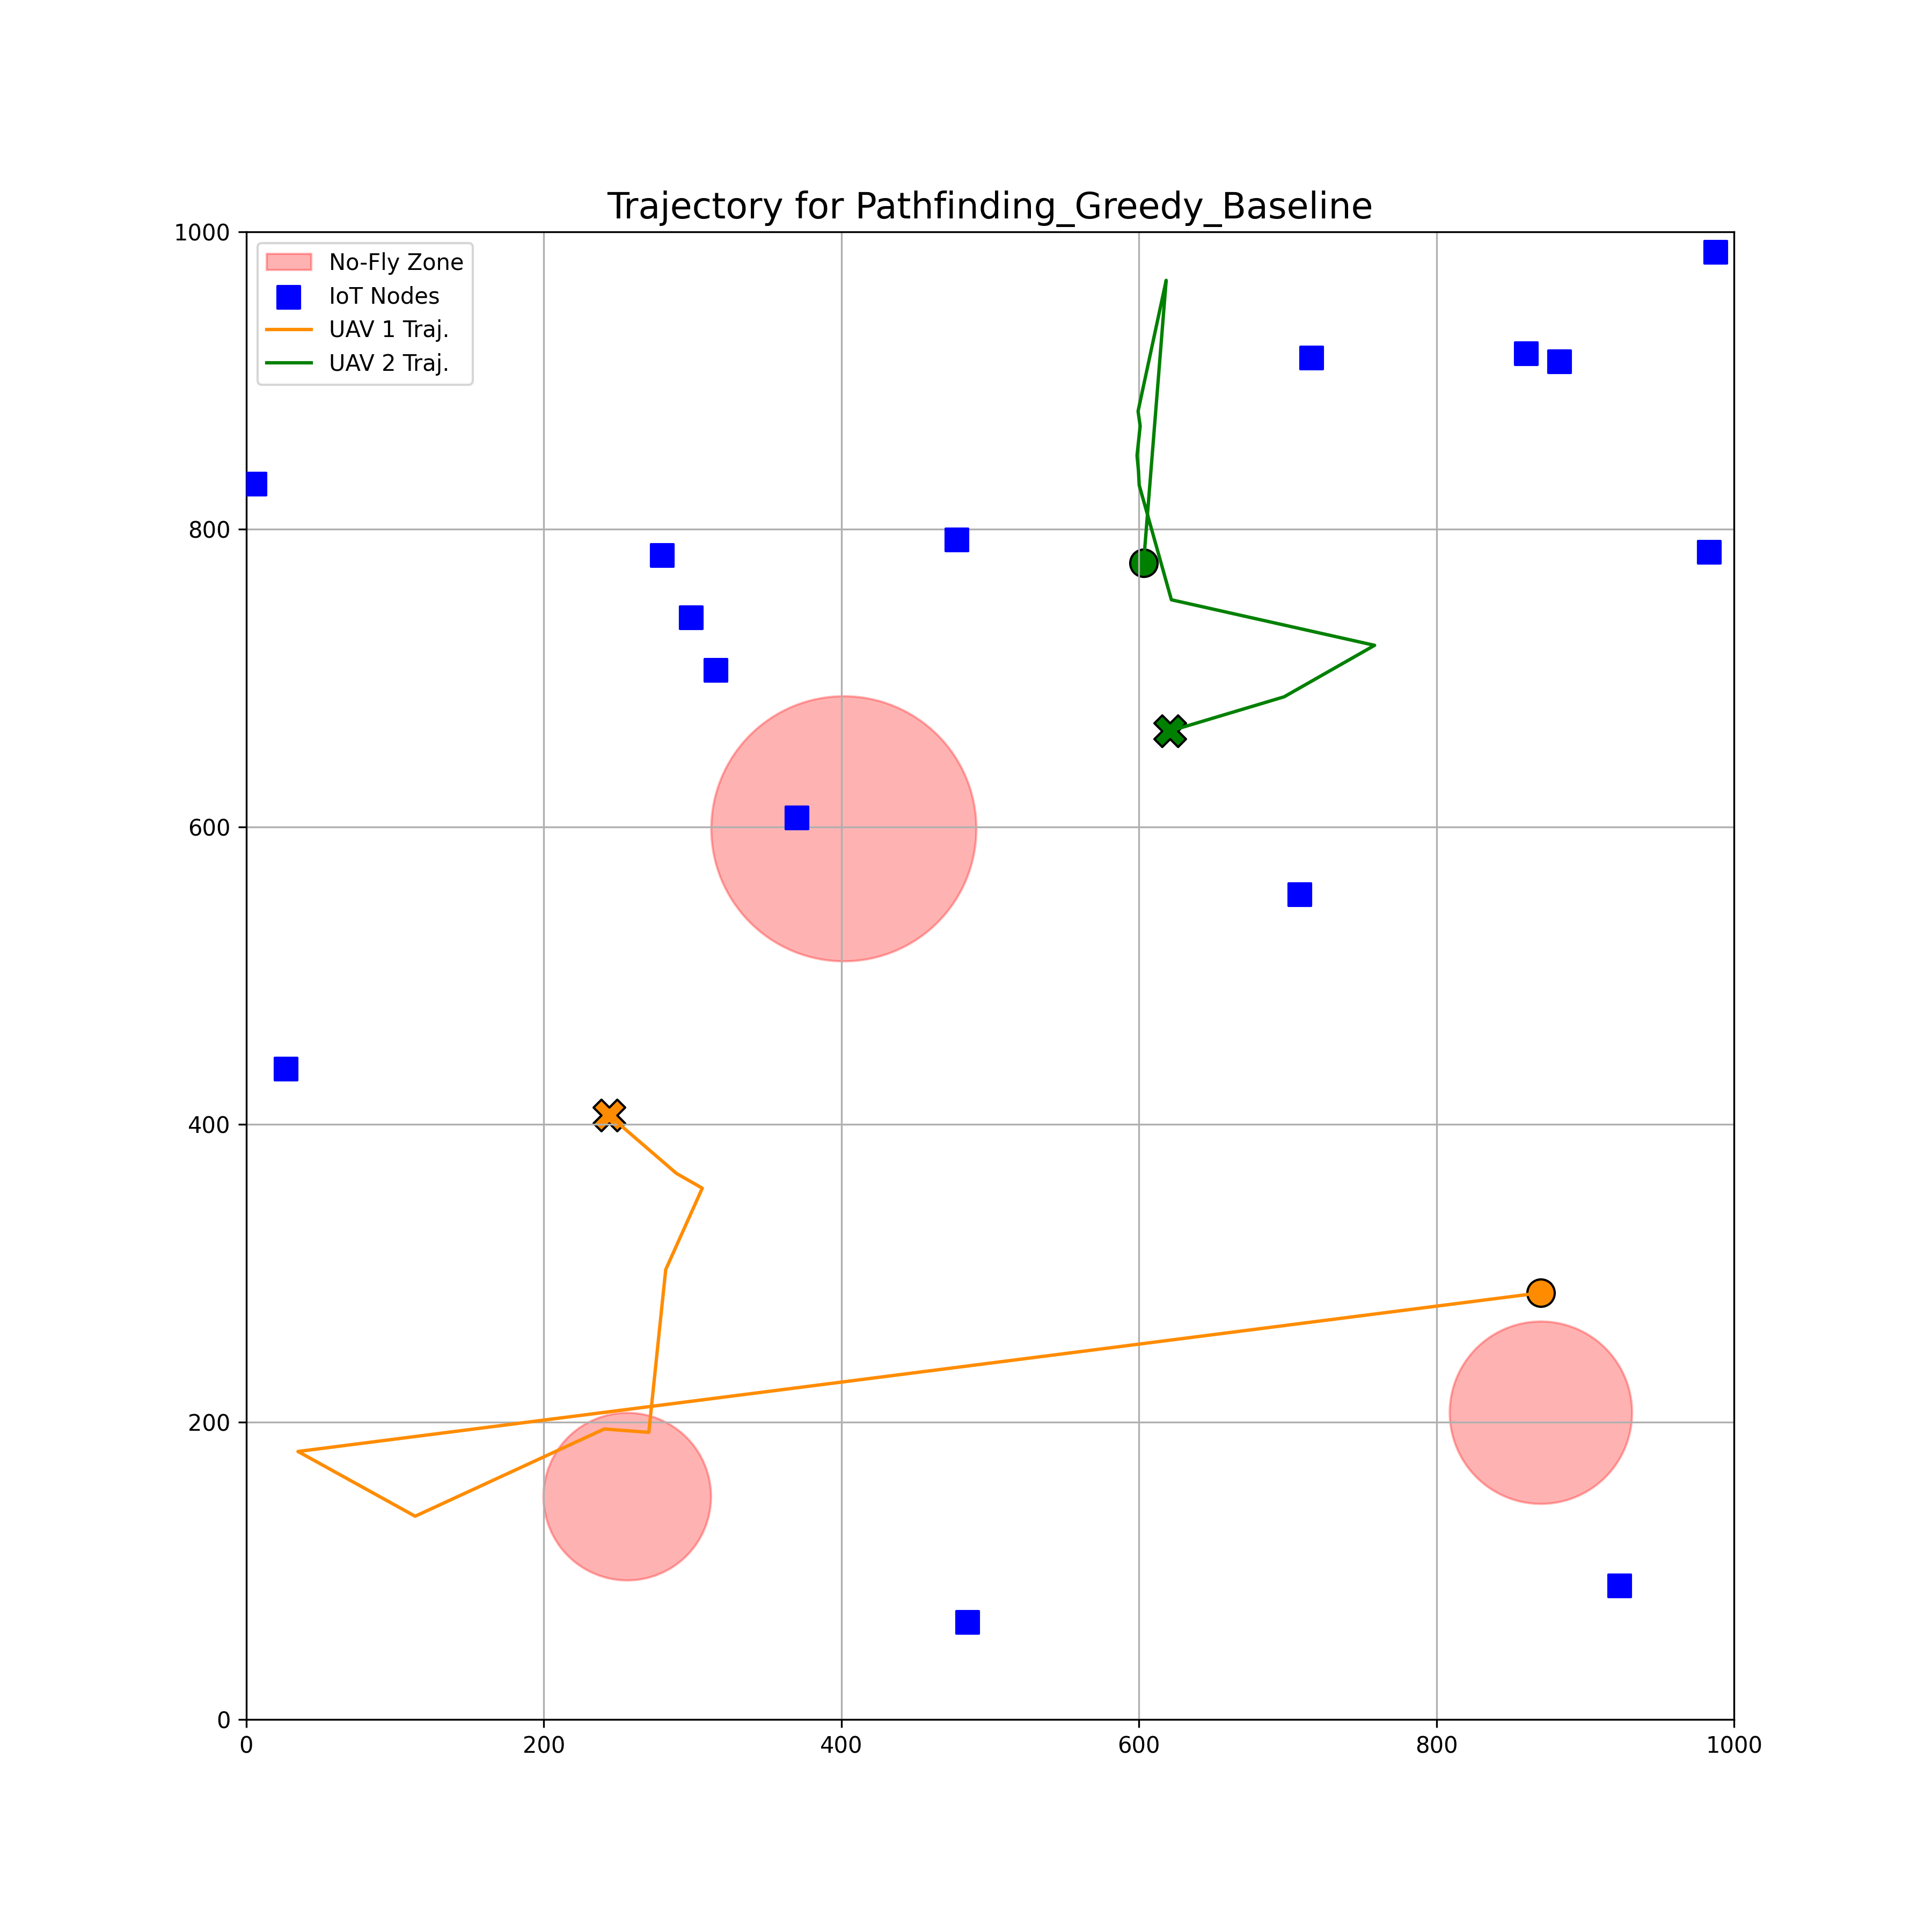 Trajectory for Pathfinding_Greedy_Baseline
No-Fly Zone
IoT Nodes
UAV 1 Traj.
UAV 2 Traj.
1000
800
600
400
200
0
0 200 400 600 800 1000